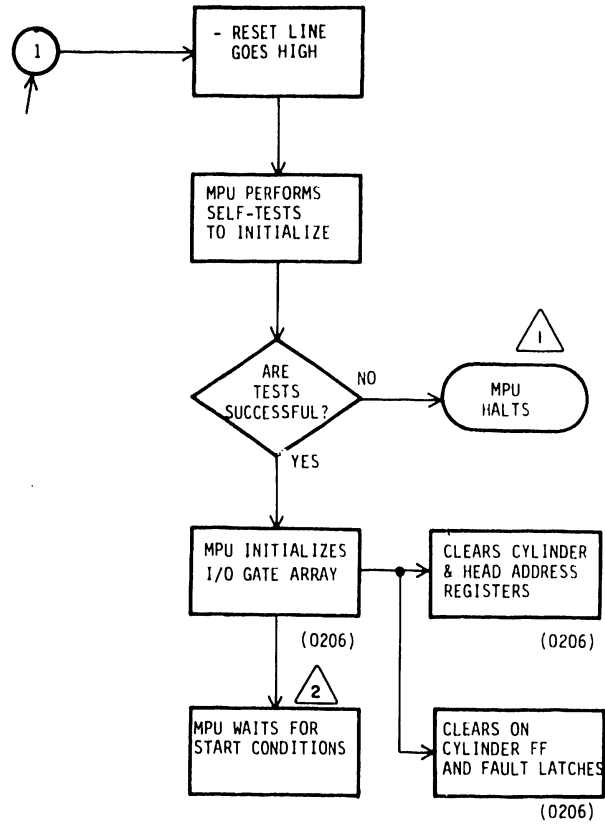 1
- RESET LINE
GOES HIGH
MPU PERFORMS
SELF-TESTS
TO INITIALIZE
ARE
TESTS
SUCCESSFUL?
NO
1
MPU
HALTS
YES
MPU INITIALIZES
I/O GATE ARRAY
(0206)
CLEARS CYLINDER
& HEAD ADDRESS
REGISTERS
(0206)
2
MPU WAITS FOR
START CONDITIONS
CLEARS ON
CYLINDER FF
AND FAULT LATCHES
(0206)